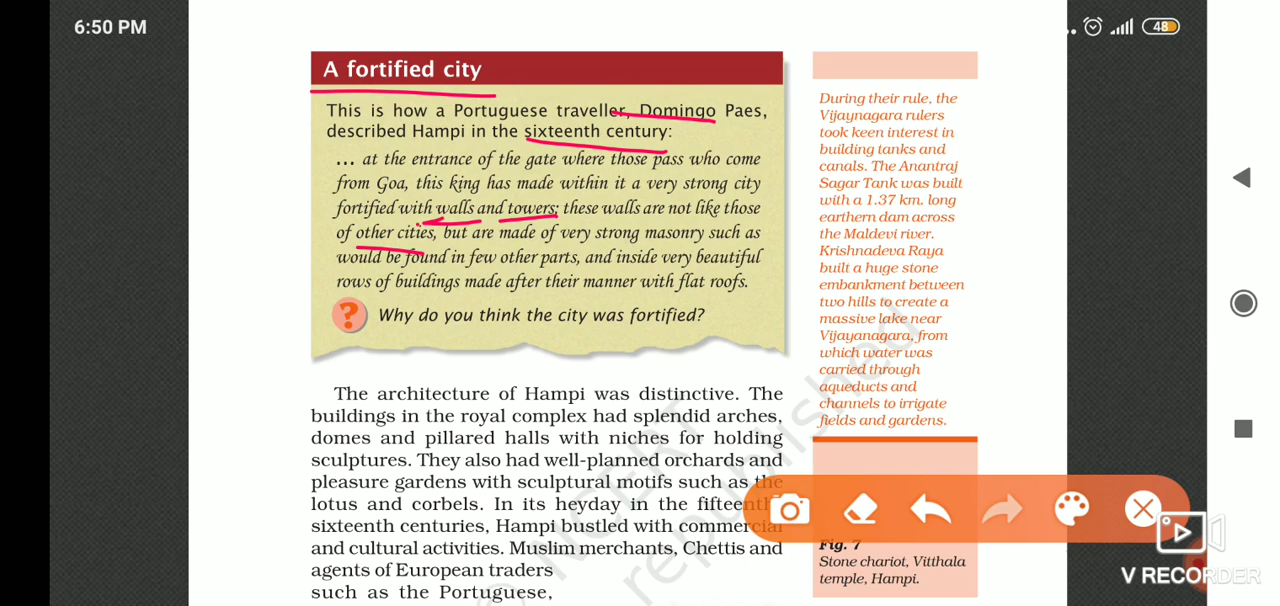 6:50 PM
48
A fortified city
This is how a Portuguese traveller, Domingo Paes,
described Hampi in the sixteenth century:
... at the entrance of the gate where those pass who come
from Goa, this king has made within it a very strong city
fortified with walls and towers; these walls are not like those
of other cities, but are made of very strong masonry such as
would be found in few other parts, and inside very beautiful
rows of buildings made after their manner with flat roofs.
? Why do you think the city was fortified?
The architecture of Hampi was distinctive. The
buildings in the royal complex had splendid arches,
domes and pillared halls with niches for holding
sculptures. They also had well-planned orchards and
pleasure gardens with sculptural motifs such as the
lotus and corbels. In its heyday in the fifteenth
sixteenth centuries, Hampi bustled with commercial
and cultural activities. Muslim merchants, Chettis and
agents of European traders
such as the Portuguese,
During their rule, the
Vijaynagara rulers
took keen interest in
building tanks and
canals. The Anantraj
Sagar Tank was built
with a 1.37 km. long
earthern dam across
the Maldevi river.
Krishnadeva Raya
built a huge stone
embankment between
two hills to create a
massive lake near
Vijayanagara, from
which water was
carried through
aqueducts and
channels to irrigate
fields and gardens.
Fig. 7
Stone chariot, Vitthala
temple, Hampi.
© NCERT
republished
V RECORDER